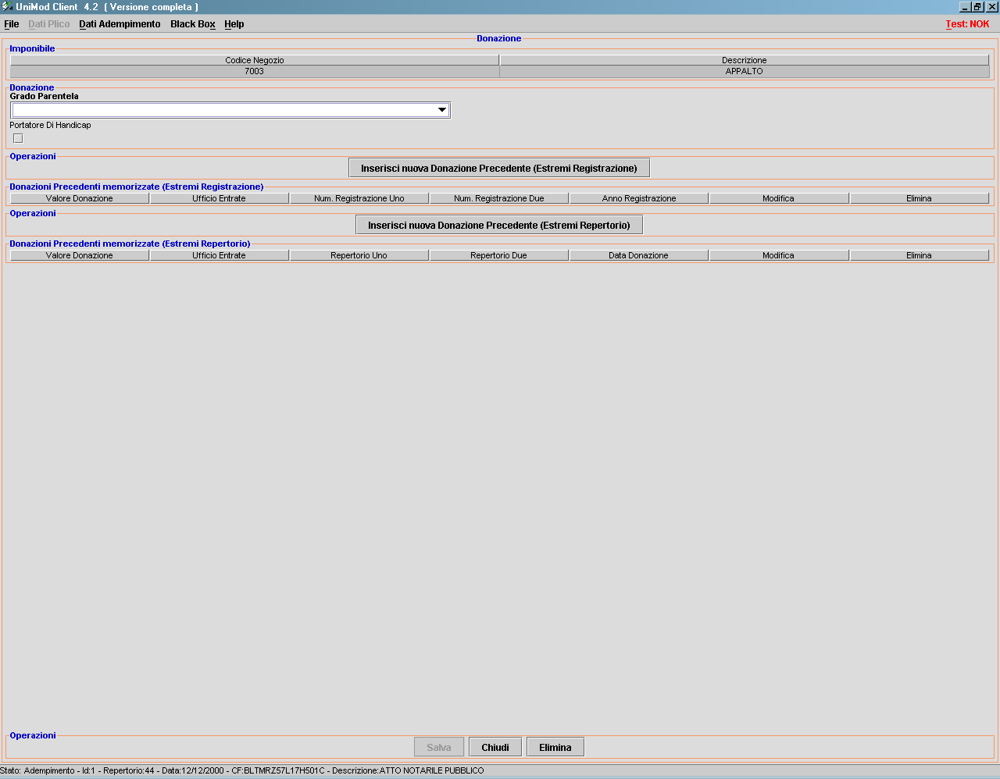 UniMod Client 4.2 ( Versione completa )
File Dati Plico Dati Adempimento Black Box Help Test: NOK
Donazione
Imponibile
Codice Negozio Descrizione
7003 APPALTO
Donazione
Grado Parentela
Portatore Di Handicap
Operazioni
Inserisci nuova Donazione Precedente (Estremi Registrazione)
Donazioni Precedenti memorizzate (Estremi Registrazione)
Valore Donazione Ufficio Entrate Num. Registrazione Uno Num. Registrazione Due Anno Registrazione Modifica Elimina
Operazioni
Inserisci nuova Donazione Precedente (Estremi Repertorio)
Donazioni Precedenti memorizzate (Estremi Repertorio)
Valore Donazione Ufficio Entrate Repertorio Uno Repertorio Due Data Donazione Modifica Elimina
Operazioni
Salva Chiudi Elimina
Stato: Adempimento - Id:1 - Repertorio:44 - Data:12/12/2000 - CF:BLTMRZ57L17H501C - Descrizione:ATTO NOTARILE PUBBLICO